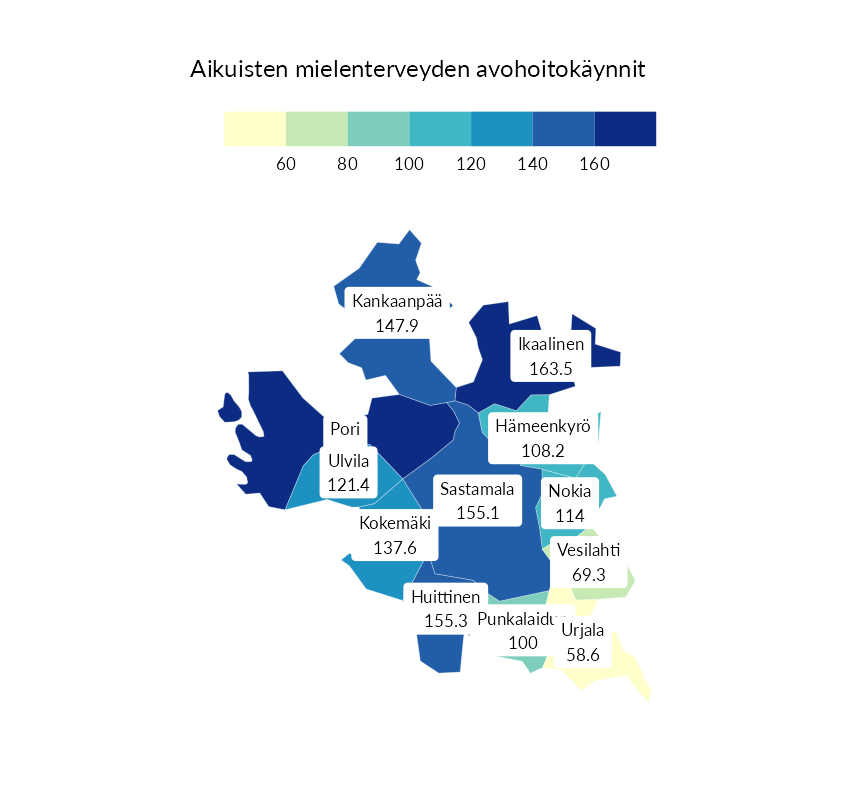 Aikuisten mielenterveyden avohoitokäynnit
60 80 100 120 140 160
Kankaanpää
147.9
Ikaalinen
163.5
Pori
Hämeenkyrö
108.2
Ulvila
121.4
Sastamala
155.1
Nokia
114
Kokemäki
137.6
Vesilahti
69.3
Huittinen
155.3
100
Urjala
58.6